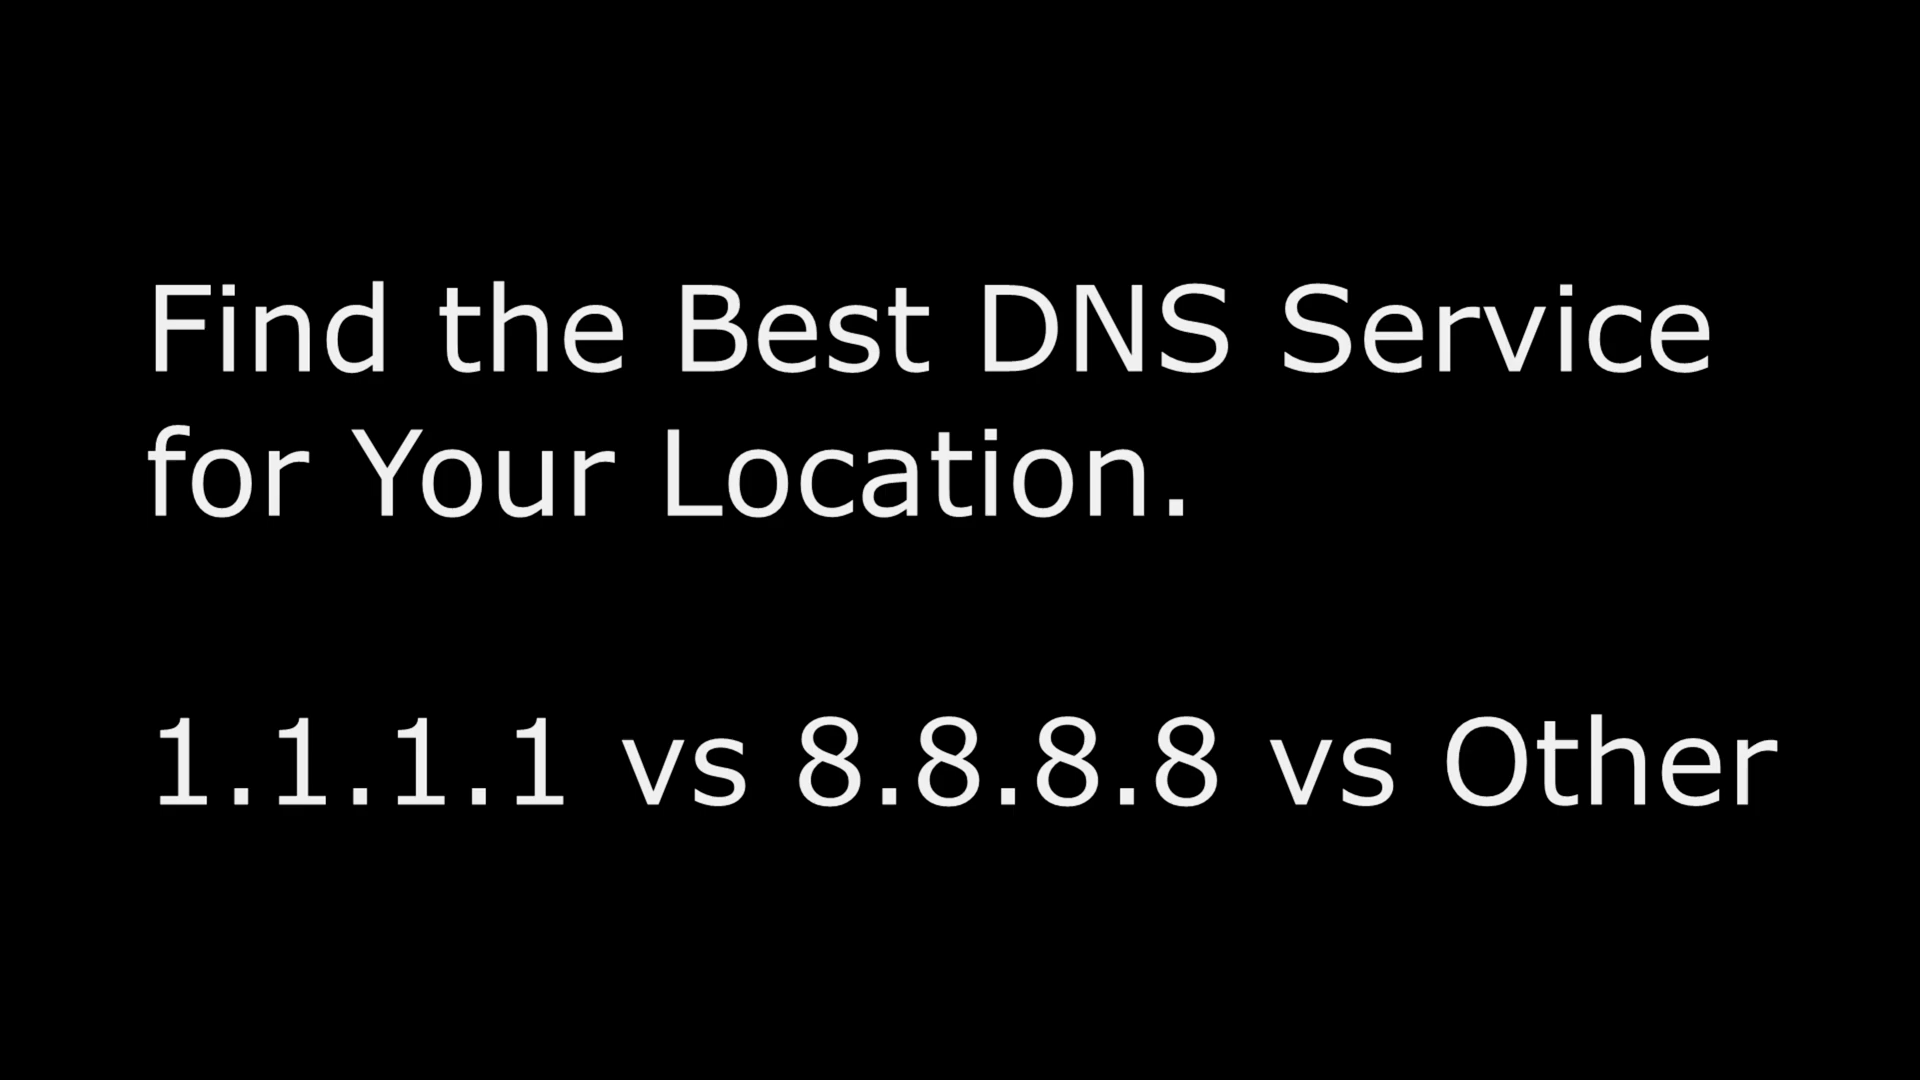 Find the Best DNS Service
for Your Location.
1.1.1.1 vs 8.8.8.8 vs Other